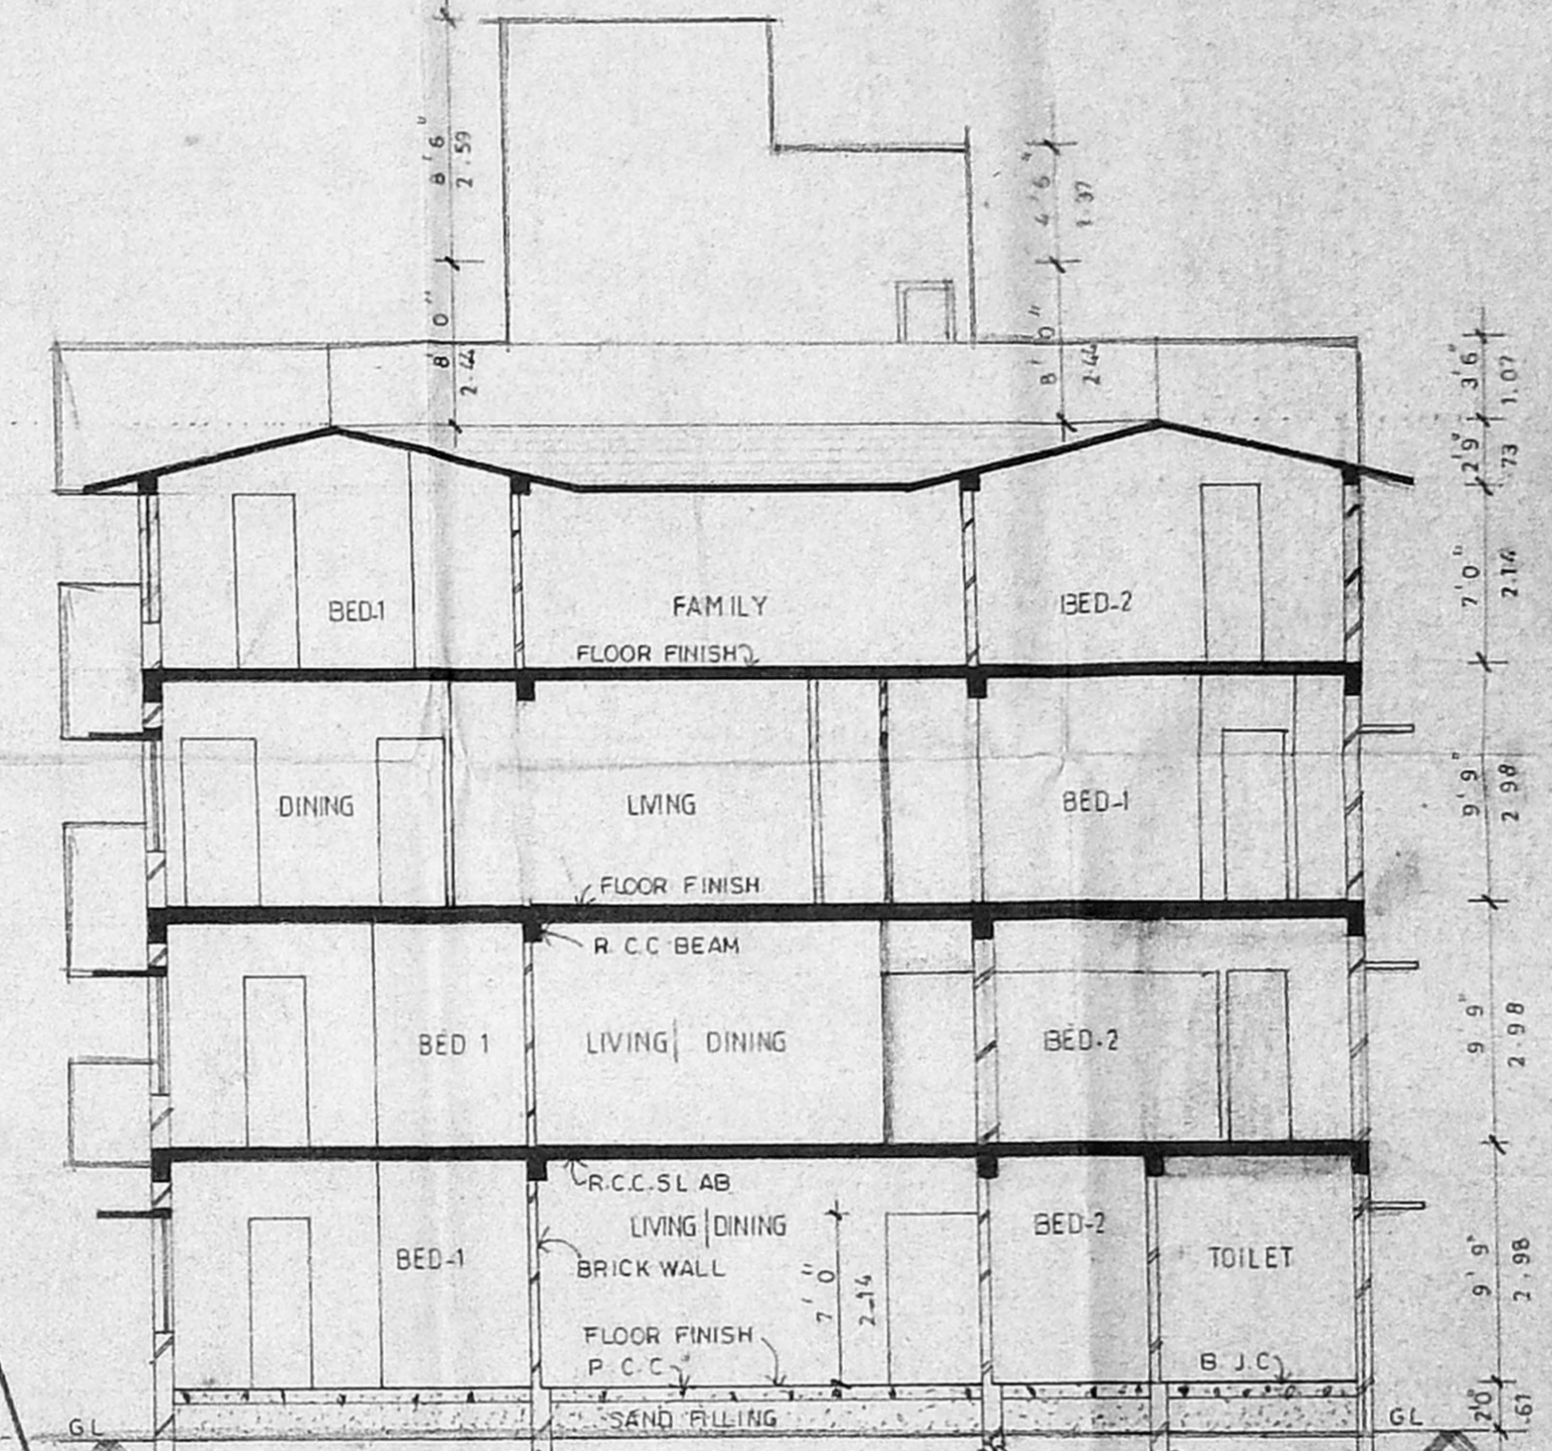 8'6"
2.59
4'6"
1.37
8'0"
2.44
8'0"
2.44
3'6"
1.07
2'9"
.73
7'0"
2.14
BED-1
FAMILY
BED-2
FLOOR FINISH
DINING
LIVING
BED-1
9'9"
2.98
FLOOR FINISH
R.C.C BEAM
BED 1
LIVING| DINING
BED-2
9'9"
2.98
R.C.C.SLAB
LIVING|DINING
BED-2
BED-1
BRICK WALL
TOILET
7'0"
2.14
9'9"
2.98
FLOOR FINISH
P.C.C
B.J.C
SAND FILLING
GL
GL
2'0"
.61